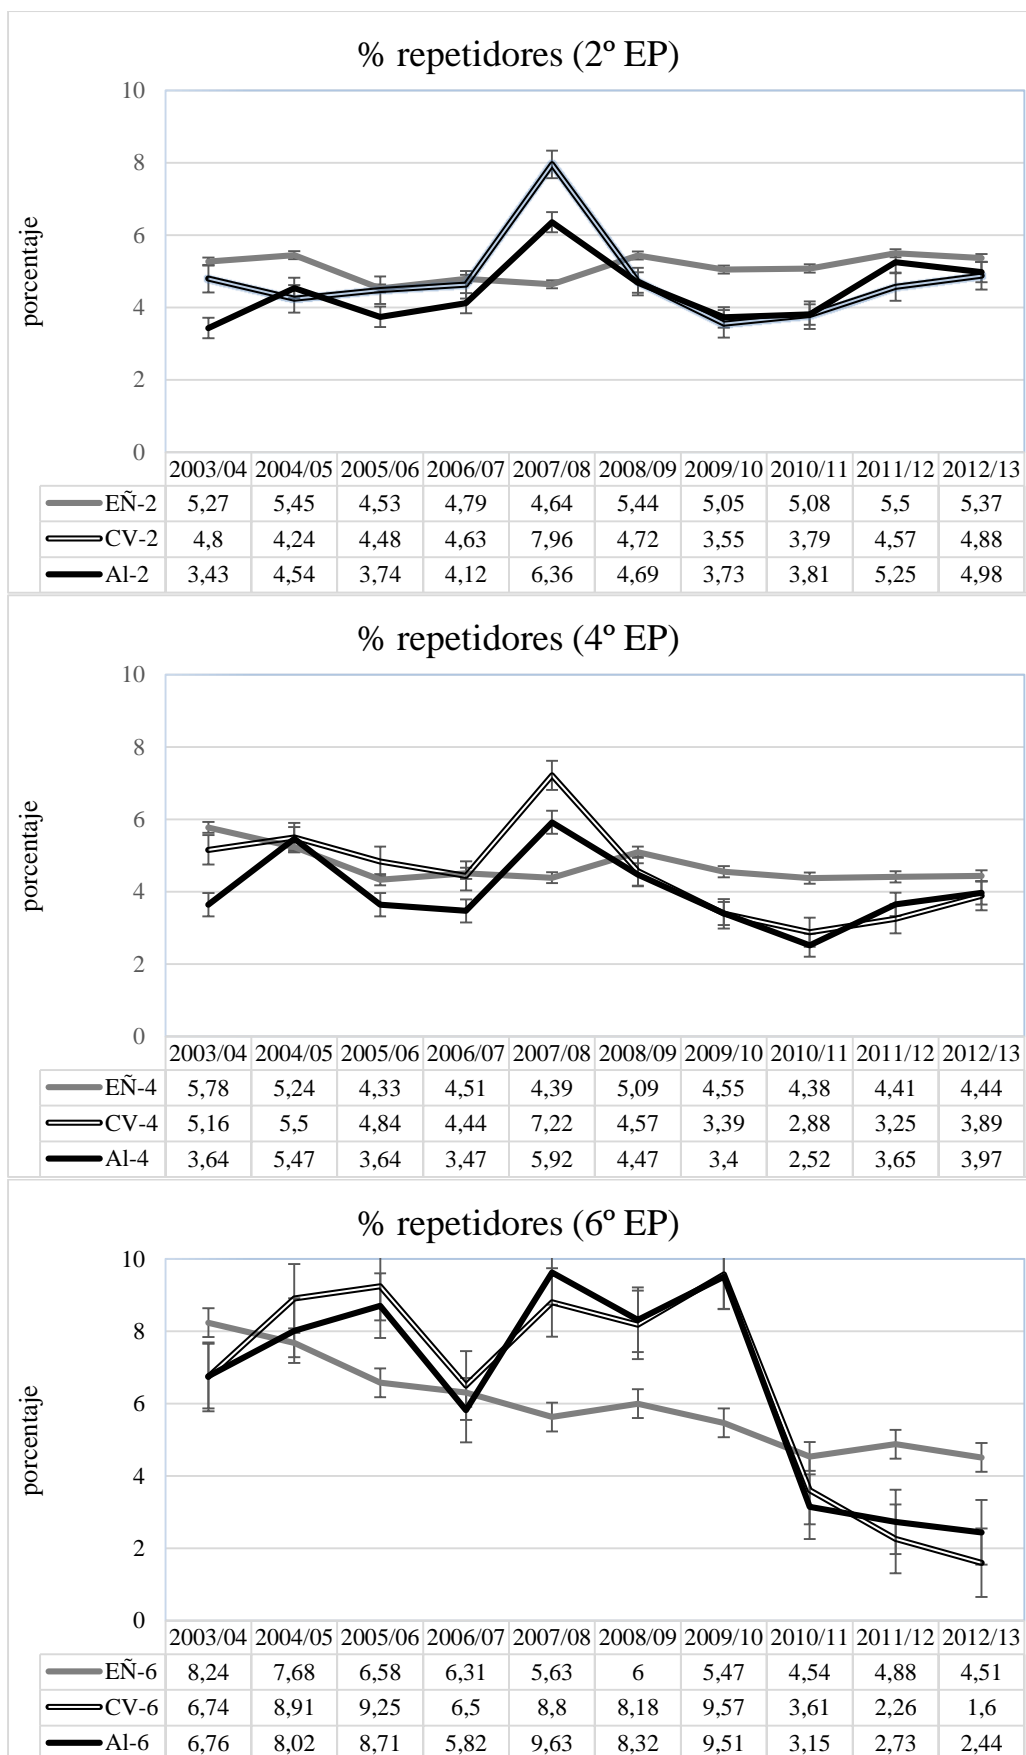 % repetidores (2º EP)
porcentaje
10
8
6
4
2
0
2003/04 2004/05 2005/06 2006/07 2007/08 2008/09 2009/10 2010/11 2011/12 2012/13
EÑ-2 5,27 5,45 4,53 4,79 4,64 5,44 5,05 5,08 5,5 5,37
CV-2 4,8 4,24 4,48 4,63 7,96 4,72 3,55 3,79 4,57 4,88
Al-2 3,43 4,54 3,74 4,12 6,36 4,69 3,73 3,81 5,25 4,98
% repetidores (4º EP)
porcentaje
10
8
6
4
2
0
2003/04 2004/05 2005/06 2006/07 2007/08 2008/09 2009/10 2010/11 2011/12 2012/13
EÑ-4 5,78 5,24 4,33 4,51 4,39 5,09 4,55 4,38 4,41 4,44
CV-4 5,16 5,5 4,84 4,44 7,22 4,57 3,39 2,88 3,25 3,89
Al-4 3,64 5,47 3,64 3,47 5,92 4,47 3,4 2,52 3,65 3,97
% repetidores (6º EP)
porcentaje
10
8
6
4
2
0
2003/04 2004/05 2005/06 2006/07 2007/08 2008/09 2009/10 2010/11 2011/12 2012/13
EÑ-6 8,24 7,68 6,58 6,31 5,63 6 5,47 4,54 4,88 4,51
CV-6 6,74 8,91 9,25 6,5 8,8 8,18 9,57 3,61 2,26 1,6
Al-6 6,76 8,02 8,71 5,82 9,63 8,32 9,51 3,15 2,73 2,44